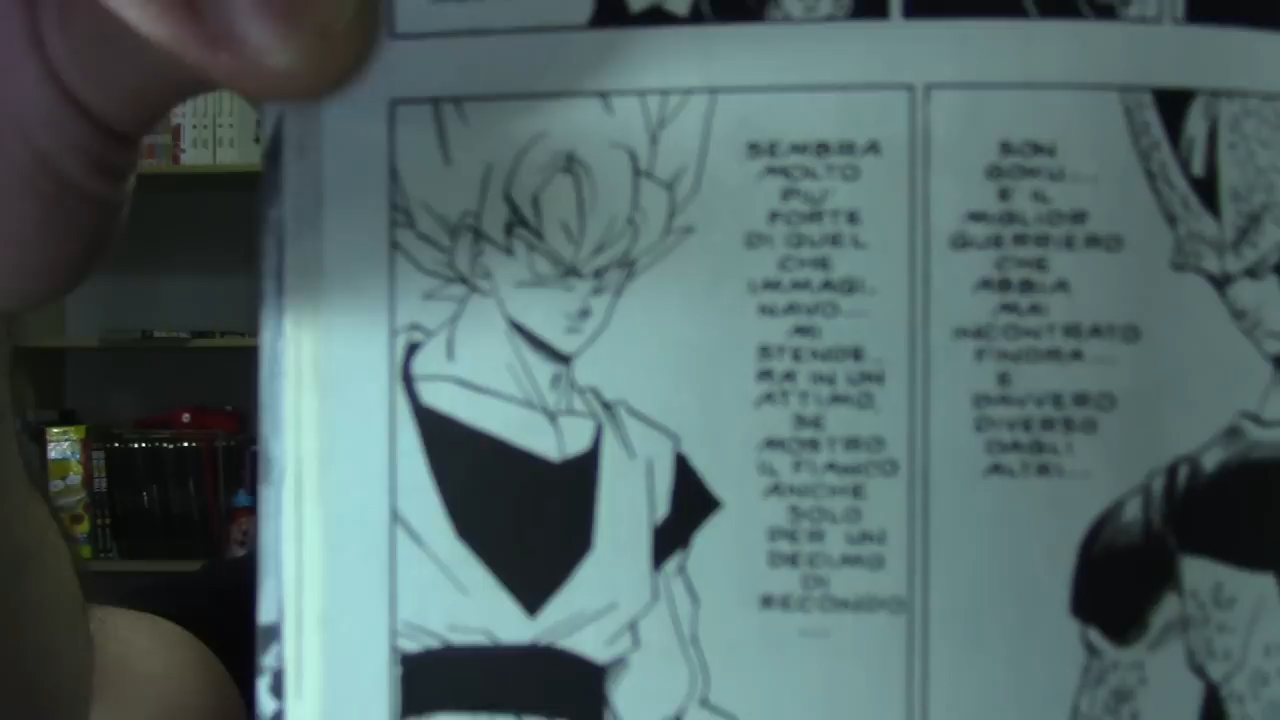 SEMBRA
MOLTO
PIU'
FORTE
DI QUEL
CHE
IMMAGI-
NAVO...
MI
STENDE-
RÀ IN UN
ATTIMO,
SE
MOSTRO
IL FIANCO
ANCHE
SOLO
PER UN
DECIMO
DI
SECONDO
...
SON
GOKU...
E' IL
MIGLIOR
GUERRIERO
CHE
ABBIA
MAI
INCONTRATO
FINORA...
E'
DAVVERO
DIVERSO
DAGLI
ALTRI...